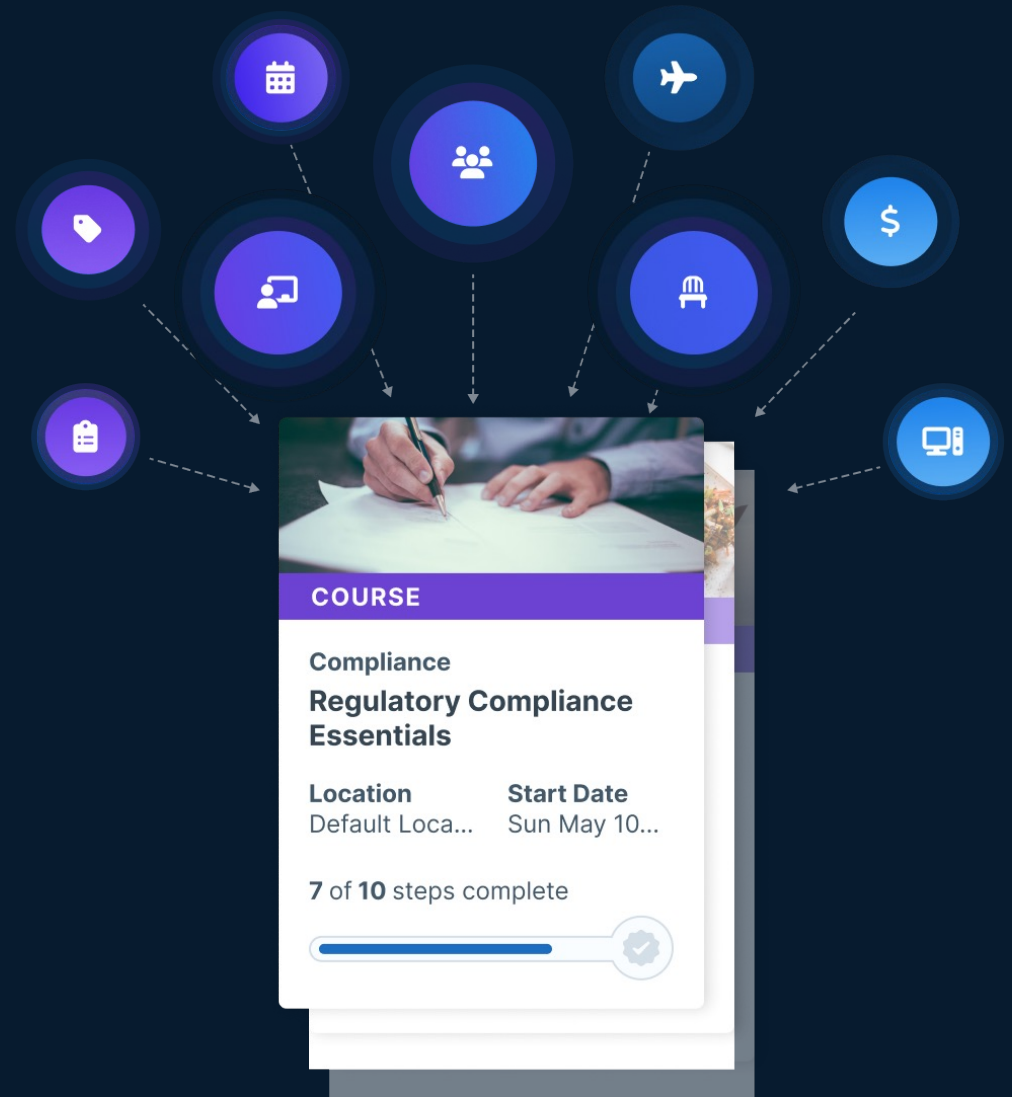 COURSE
Compliance
Regulatory Compliance
Essentials
Location
Start Date
Default Loca...
Sun May 10...
7 of 10 steps complete